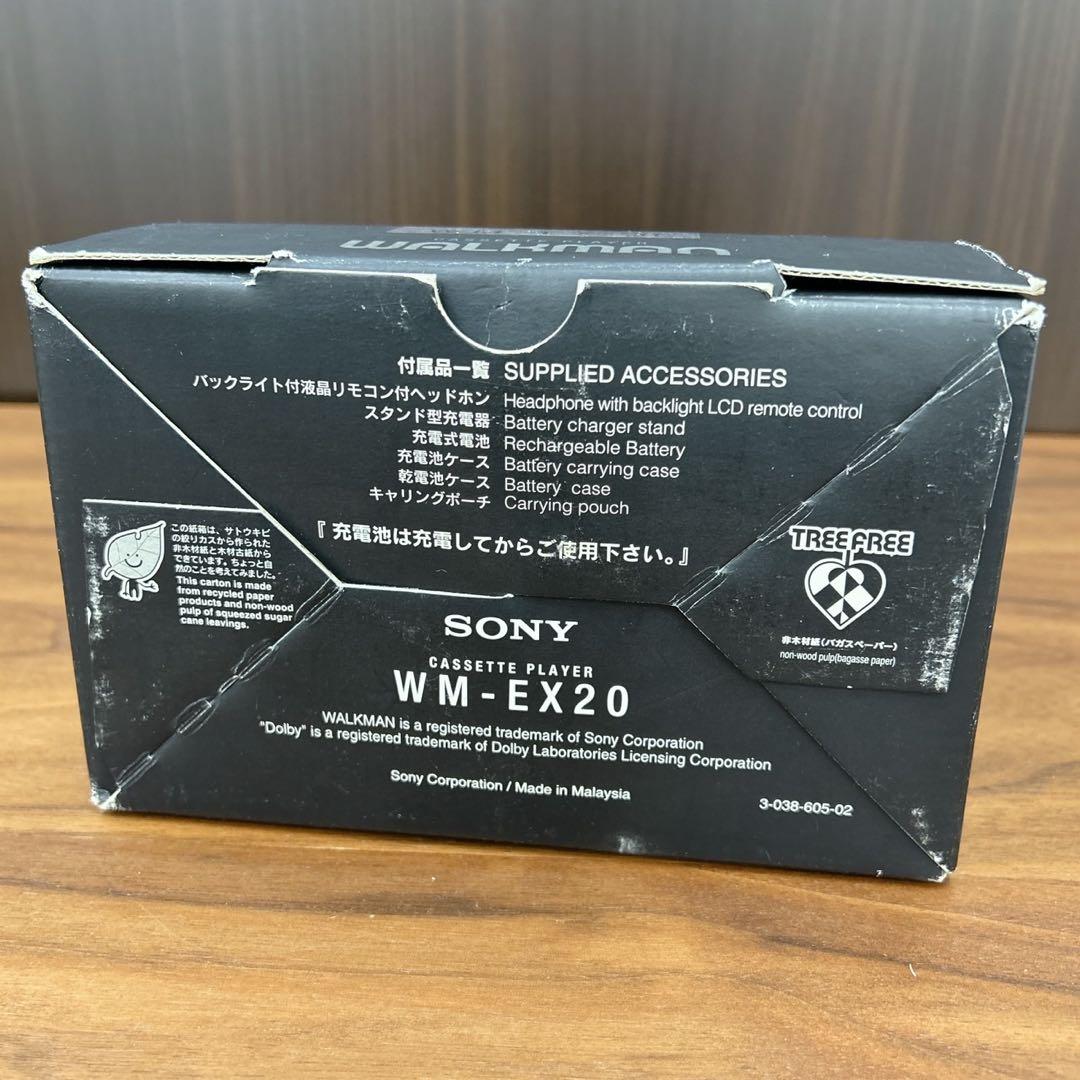 WALKMAN
付属品一覧 SUPPLIED ACCESSORIES
バックライト付液晶リモコン付ヘッドホン Headphone with backlight LCD remote control
スタンド型充電器 Battery charger stand
充電式電池 Rechargeable Battery
充電池ケース Battery carrying case
乾電池ケース Battery case
キャリングポーチ Carrying pouch
『充電池は充電してからご使用下さい。』
この紙箱は、サトウキビ
の絞りカスから作られた
非木材紙と木材古紙から
できています。ちょっと自
然のことを考えてみました。
This carton is made
from recycled paper
products and non-wood
pulp of squeezed sugar
cane leavings.
TREE FREE
非木材紙(バガスペーパー)
non-wood pulp(bagasse paper)
SONY
CASSETTE PLAYER
WM-EX20
WALKMAN is a registered trademark of Sony Corporation
"Dolby" is a registered trademark of Dolby Laboratories Licensing Corporation
Sony Corporation / Made in Malaysia
3-038-605-02